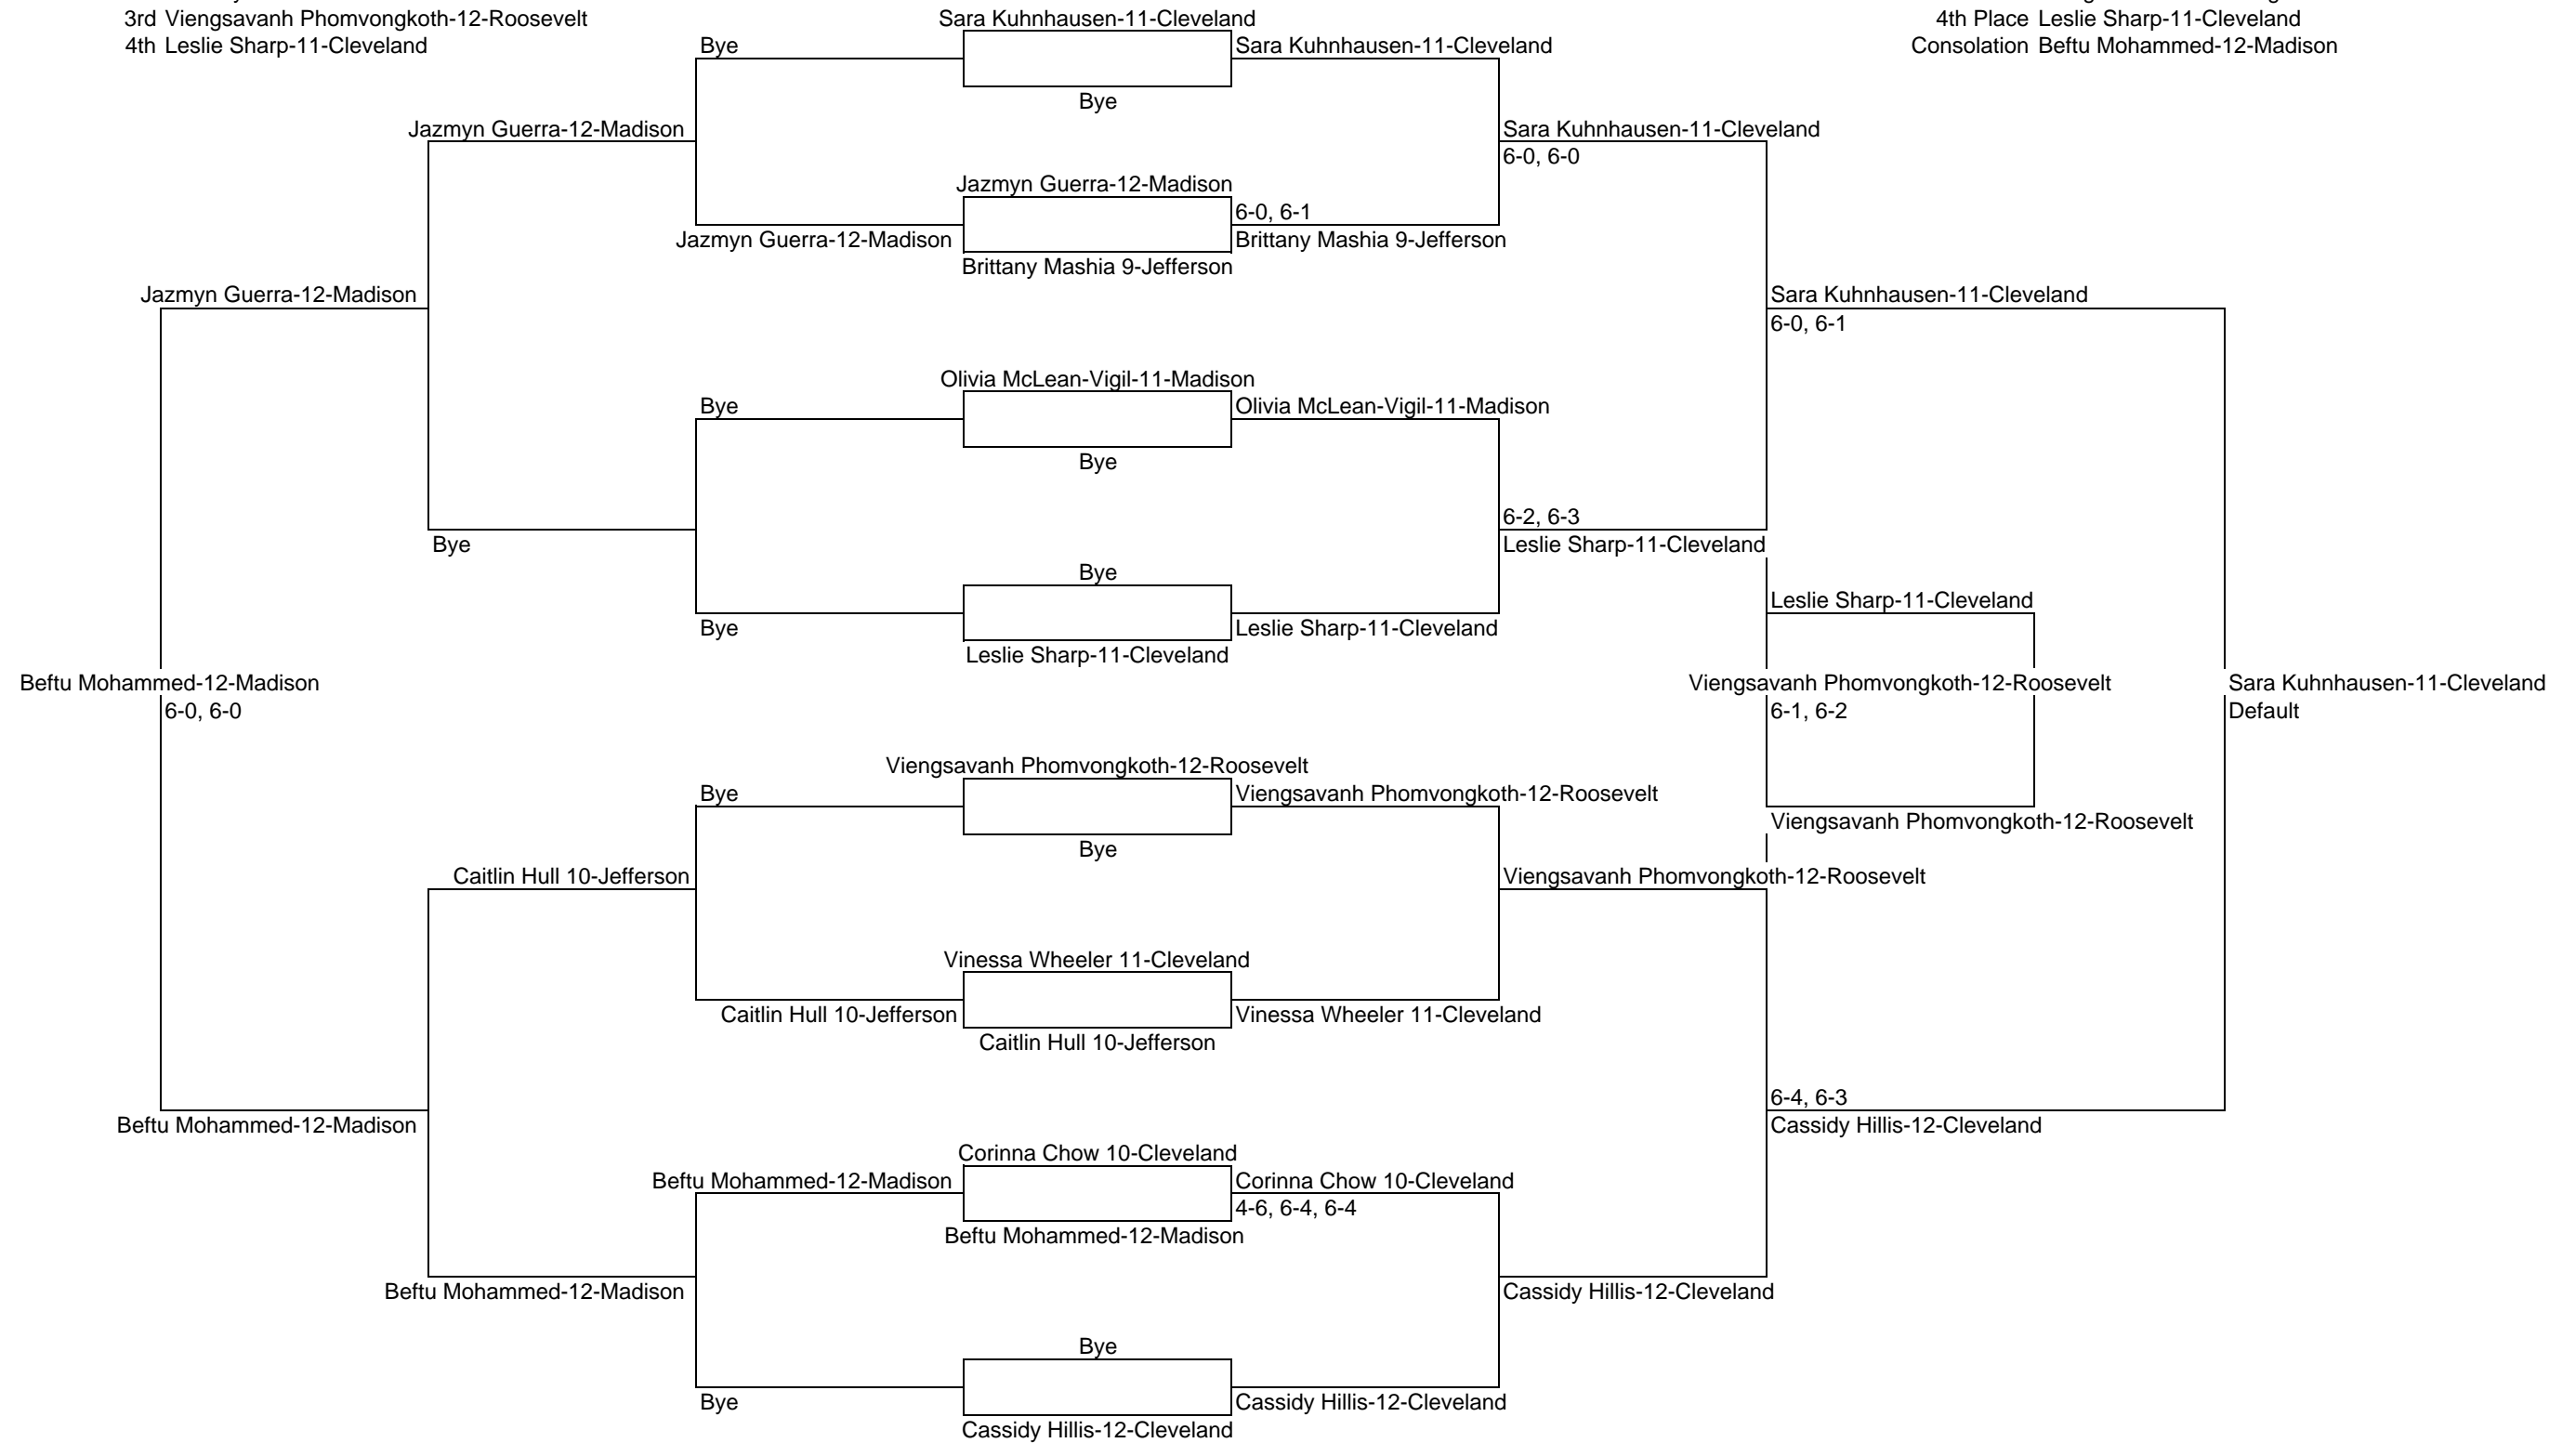 3rd Viengsavanh Phomvongkoth-12-Roosevelt
Sara Kuhnhausen-11-Cleveland
4th Place Leslie Sharp-11-Cleveland
4th Leslie Sharp-11-Cleveland
Bye
Sara Kuhnhausen-11-Cleveland
Consolation Beftu Mohammed-12-Madison
Bye
Jazmyn Guerra-12-Madison
Sara Kuhnhausen-11-Cleveland
6-0, 6-0
Jazmyn Guerra-12-Madison
6-0, 6-1
Jazmyn Guerra-12-Madison
Brittany Mashia 9-Jefferson
Brittany Mashia 9-Jefferson
Jazmyn Guerra-12-Madison
Sara Kuhnhausen-11-Cleveland
6-0, 6-1
Olivia McLean-Vigil-11-Madison
Bye
Olivia McLean-Vigil-11-Madison
Bye
6-2, 6-3
Bye
Leslie Sharp-11-Cleveland
Bye
Leslie Sharp-11-Cleveland
Bye
Leslie Sharp-11-Cleveland
Leslie Sharp-11-Cleveland
Beftu Mohammed-12-Madison
Viengsavanh Phomvongkoth-12-Roosevelt
Sara Kuhnhausen-11-Cleveland
6-0, 6-0
6-1, 6-2
Default
Viengsavanh Phomvongkoth-12-Roosevelt
Bye
Viengsavanh Phomvongkoth-12-Roosevelt
Viengsavanh Phomvongkoth-12-Roosevelt
Bye
Caitlin Hull 10-Jefferson
Viengsavanh Phomvongkoth-12-Roosevelt
Vinessa Wheeler 11-Cleveland
Caitlin Hull 10-Jefferson
Vinessa Wheeler 11-Cleveland
Caitlin Hull 10-Jefferson
6-4, 6-3
Beftu Mohammed-12-Madison
Cassidy Hillis-12-Cleveland
Corinna Chow 10-Cleveland
Beftu Mohammed-12-Madison
Corinna Chow 10-Cleveland
4-6, 6-4, 6-4
Beftu Mohammed-12-Madison
Beftu Mohammed-12-Madison
Cassidy Hillis-12-Cleveland
Bye
Bye
Cassidy Hillis-12-Cleveland
Cassidy Hillis-12-Cleveland